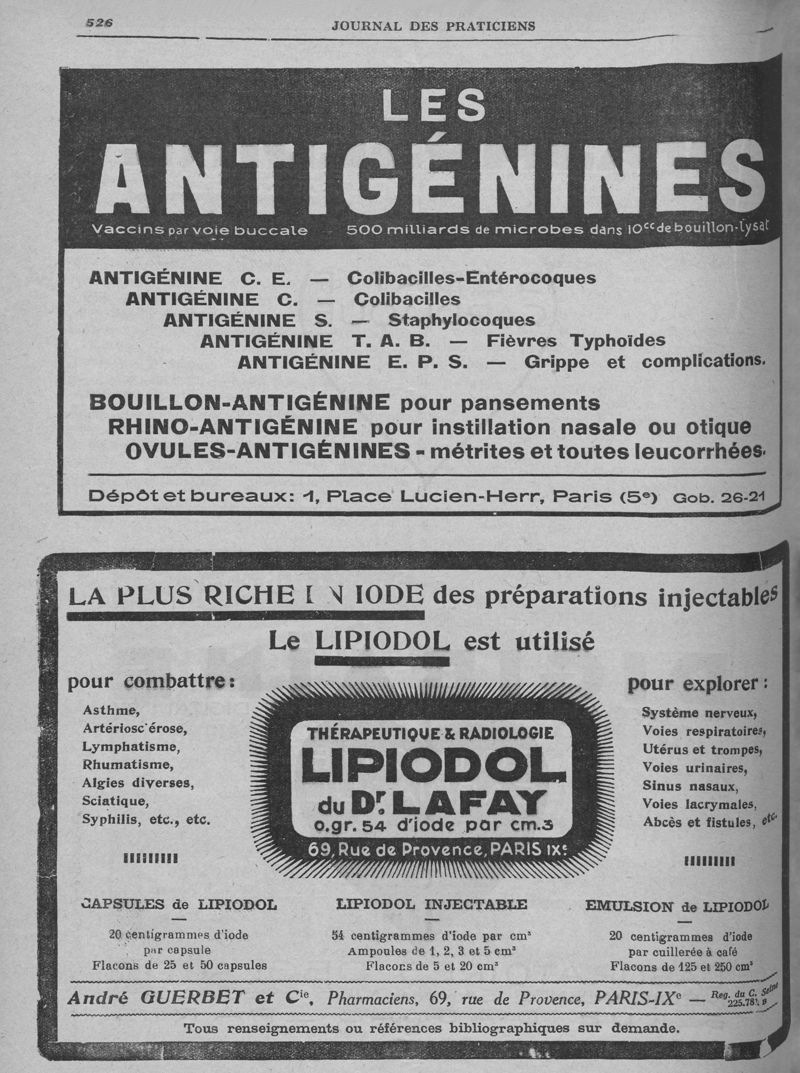 526
JOURNAL DES PRATICIENS
LES
ANTIGÉNINES
Vaccins par voie buccale 500 milliards de microbes dans 10cc de bouillon-lysat
ANTIGÉNINE C. E. — Colibacilles-Entérocoques
ANTIGÉNINE C. — Colibacilles
ANTIGÉNINE S. — Staphylocoques
ANTIGÉNINE T. A. B. — Fièvres Typhoïdes
ANTIGÉNINE E. P. S. — Grippe et complications.
BOUILLON-ANTIGÉNINE pour pansements
RHINO-ANTIGÉNINE pour instillation nasale ou otique
OVULES-ANTIGÉNINES - métrites et toutes leucorrhées.
Dépôt et bureaux: 1, Place Lucien-Herr, Paris (5e) Gob. 26-21
LA PLUS RICHE EN IODE des préparations injectables
Le LIPIODOL est utilisé
pour combattre:
Asthme,
Artériosclérose,
Lymphatisme,
Rhumatisme,
Algies diverses,
Sciatique,
Syphilis, etc., etc.
THÉRAPEUTIQUE & RADIOLOGIE
LIPIODOL
du Dr. LAFAY
0.gr. 54 d'iode par cm.3
69, Rue de Provence, PARIS IXe
pour explorer:
Système nerveux,
Voies respiratoires,
Utérus et trompes,
Voies urinaires,
Sinus nasaux,
Voies lacrymales,
Abcès et fistules, etc.
CAPSULES de LIPIODOL
20 centigrammes d'iode
par capsule
Flacons de 25 et 50 capsules
LIPIODOL INJECTABLE
54 centigrammes d'iode par cm³
Ampoules de 1, 2, 3 et 5 cm³
Flacons de 5 et 20 cm³
EMULSION de LIPIODOL
20 centigrammes d'iode
par cuillerée à café
Flacons de 125 et 250 cm³
André GUERBET et Cie, Pharmaciens, 69, rue de Provence, PARIS-IXe — Reg. du C. Seine
Tous renseignements ou références bibliographiques sur demande.